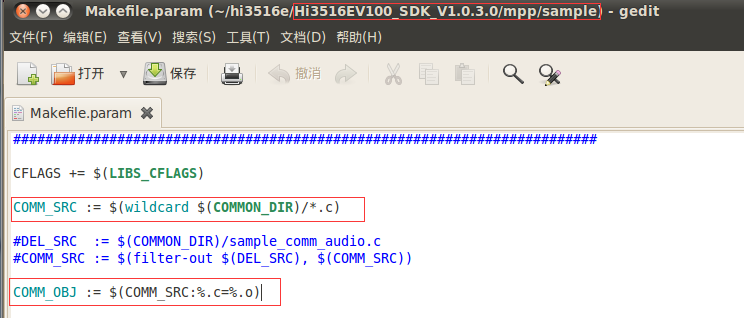 Makefile.param (~/hi3516e/Hi3516EV100_SDK_V1.0.3.0/mpp/sample) - gedit
文件(F) 编辑(E) 查看(V) 搜索(S) 工具(T) 文档(D) 帮助(H)
打开 保存 撤消
Makefile.param
###########################################################################
CFLAGS += $(LIBS_CFLAGS)
COMM_SRC := $(wildcard $(COMMON_DIR)/*.c)
#DEL_SRC  := $(COMMON_DIR)/sample_comm_audio.c
#COMM_SRC := $(filter-out $(DEL_SRC), $(COMM_SRC))
COMM_OBJ := $(COMM_SRC:%.c=%.o)